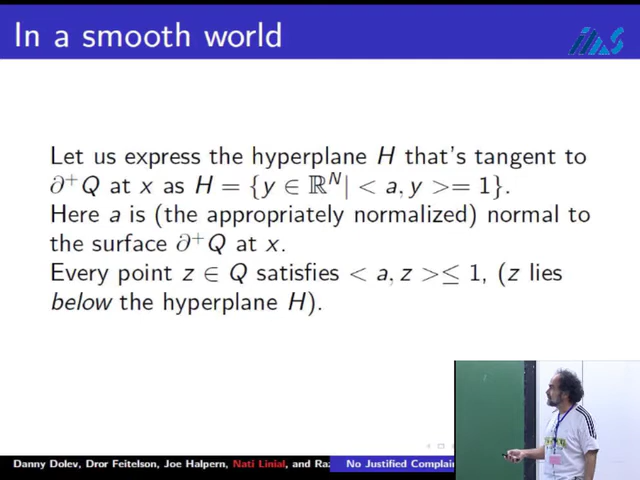 In a smooth world
iias
Let us express the hyperplane H that's tangent to
∂⁺Q at x as H = {y ∈ ℝᴺ| < a, y >= 1}.
Here a is (the appropriately normalized) normal to
the surface ∂⁺Q at x.
Every point z ∈ Q satisfies < a, z >≤ 1, (z lies
below the hyperplane H).
Danny Dolev, Dror Feitelson, Joe Halpern, Nati Linial, and Raz No Justified Complain